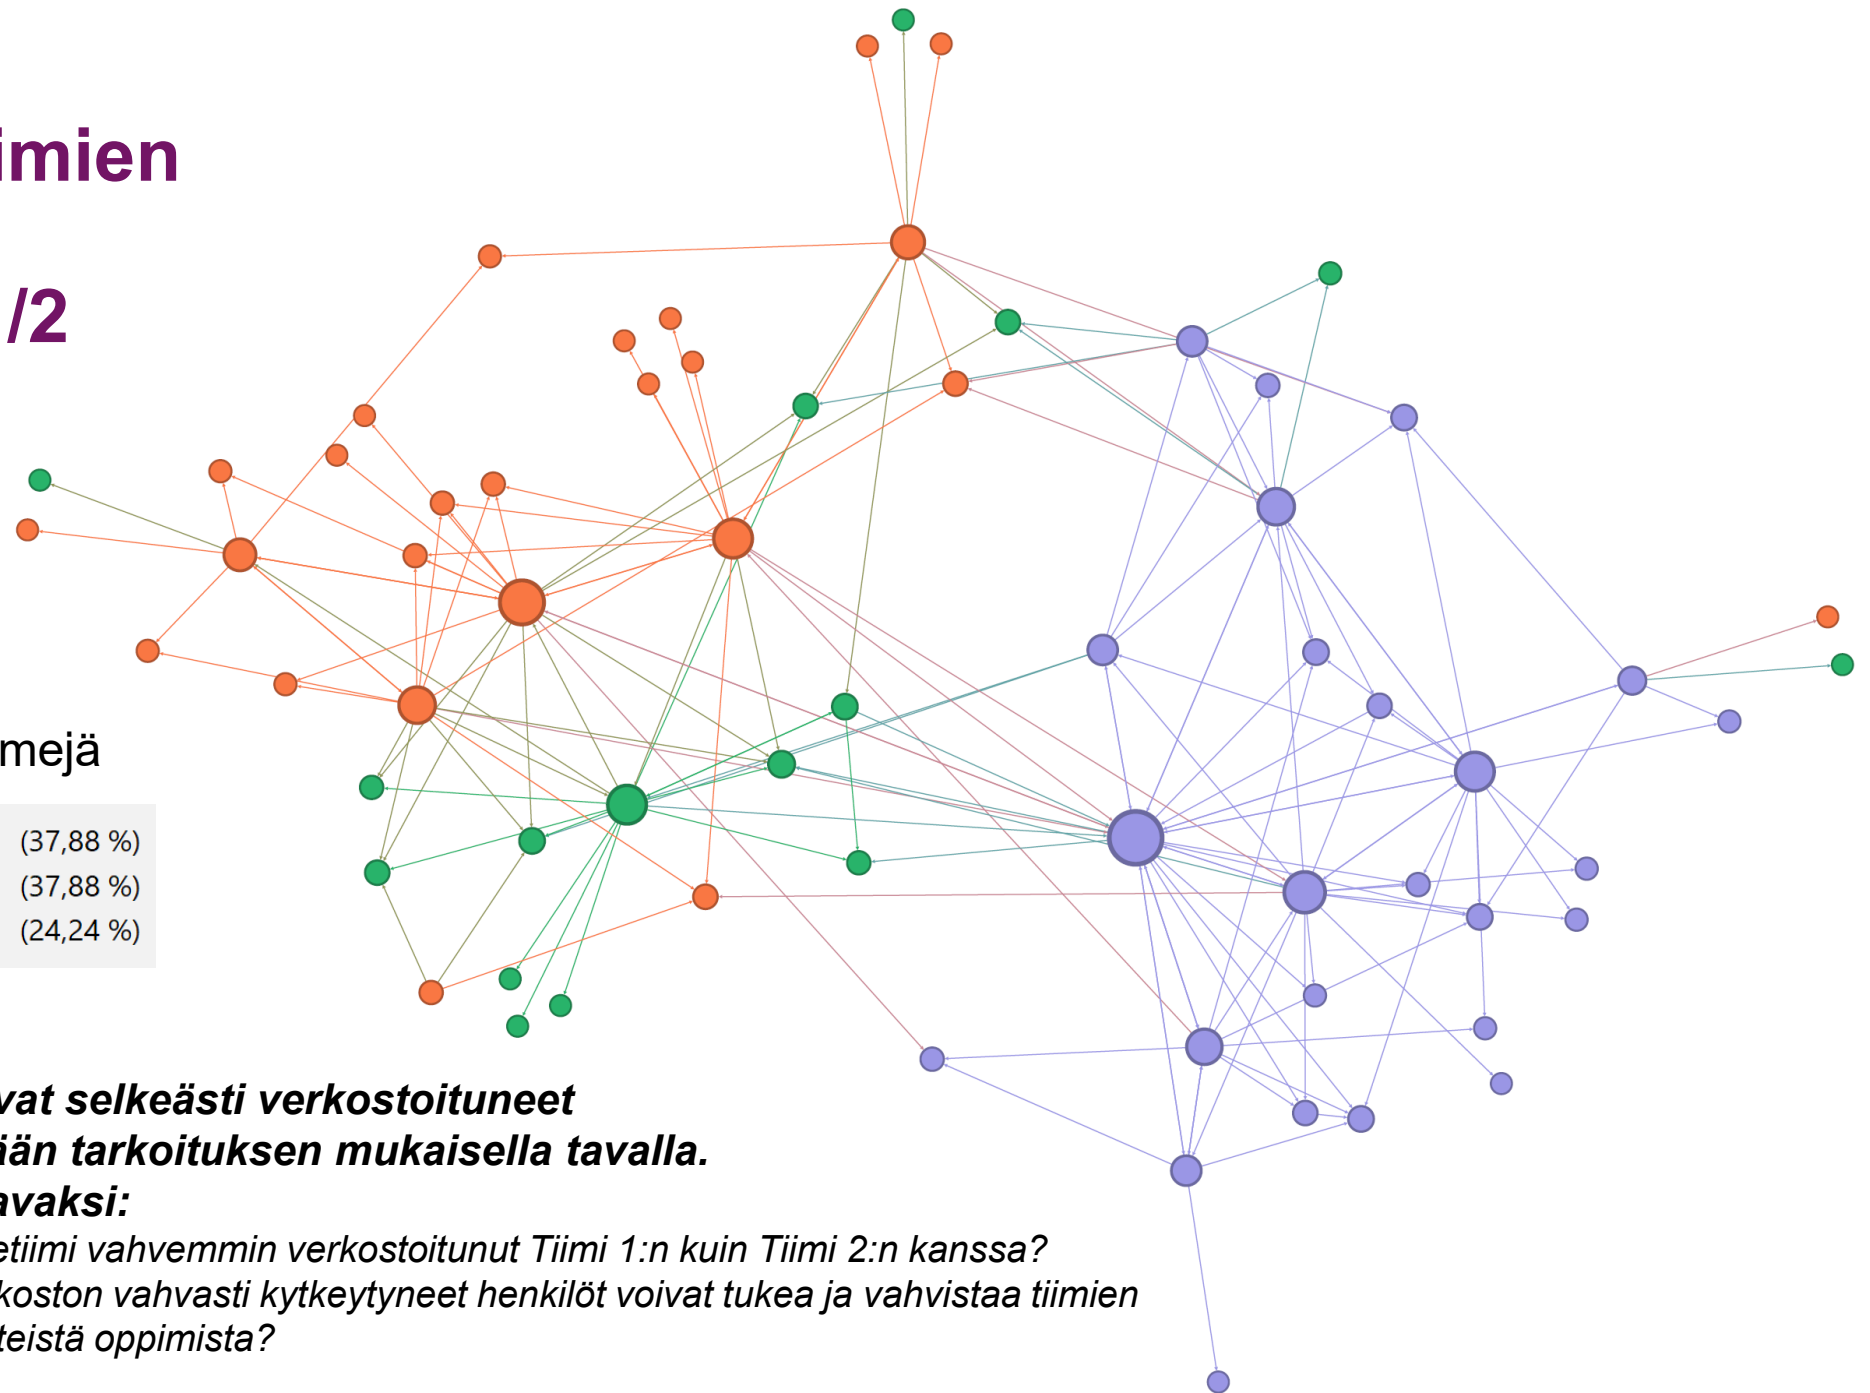 imien
/2
mejä
(37,88 %)
(37,88 %)
(24,24 %)
vat selkeästi verkostoituneet
ään tarkoituksen mukaisella tavalla.
avaksi:
etiimi vahvemmin verkostoitunut Tiimi 1:n kuin Tiimi 2:n kanssa?
koston vahvasti kytkeytyneet henkilöt voivat tukea ja vahvistaa tiimien
teistä oppimista?